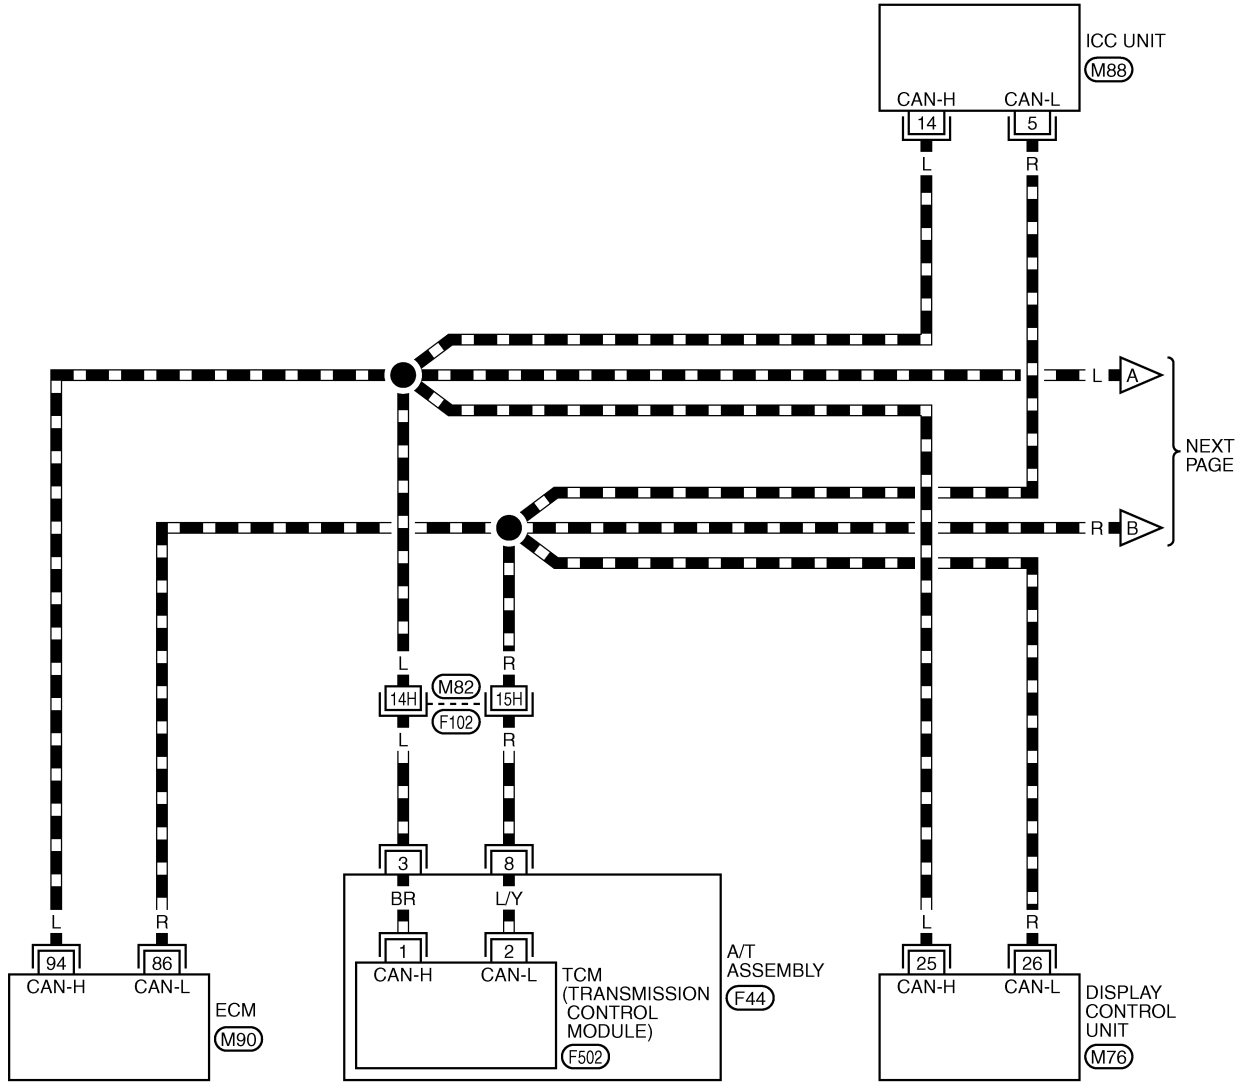 ICC UNIT
M88
CAN-H CAN-L
14 5
L R
L A
NEXT
PAGE
R B
L R
14H M82 15H
F102
L R
3 8
BR L/Y
L R
L R
94 86
1 2
25 26
CAN-H CAN-L
CAN-H CAN-L
CAN-H CAN-L
ECM
M90
TCM
(TRANSMISSION
CONTROL
MODULE)
F502
A/T
ASSEMBLY
F44
DISPLAY
CONTROL
UNIT
M76